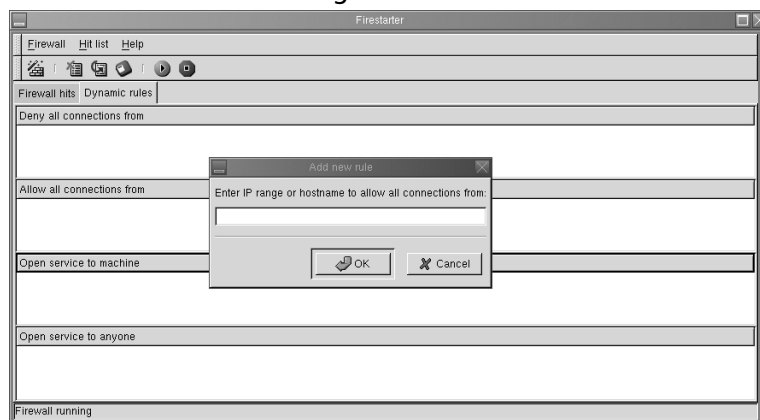 Firestarter
Firewall Hit list Help
Firewall hits Dynamic rules
Deny all connections from
Add new rule
Allow all connections from
Enter IP range or hostname to allow all connections from:
OK Cancel
Open service to machine
Open service to anyone
Firewall running